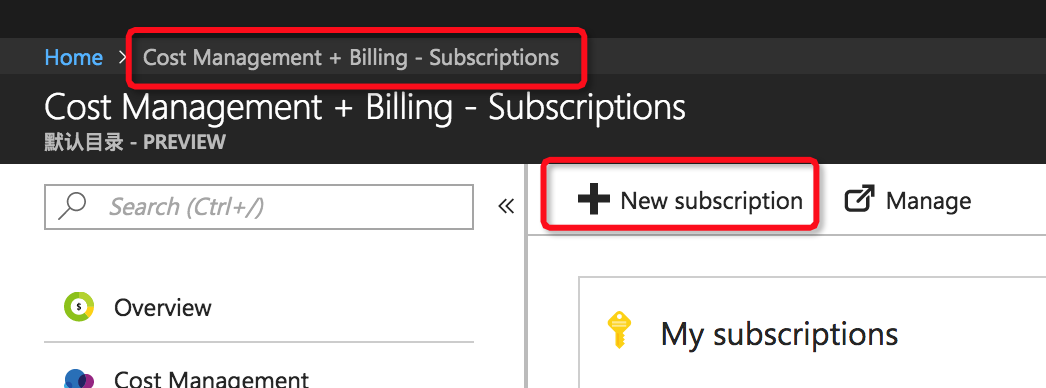 Home > Cost Management + Billing - Subscriptions
Cost Management + Billing - Subscriptions
默认目录 - PREVIEW
Search (Ctrl+/)
«
New subscription
Manage
Overview
My subscriptions
Cost Management